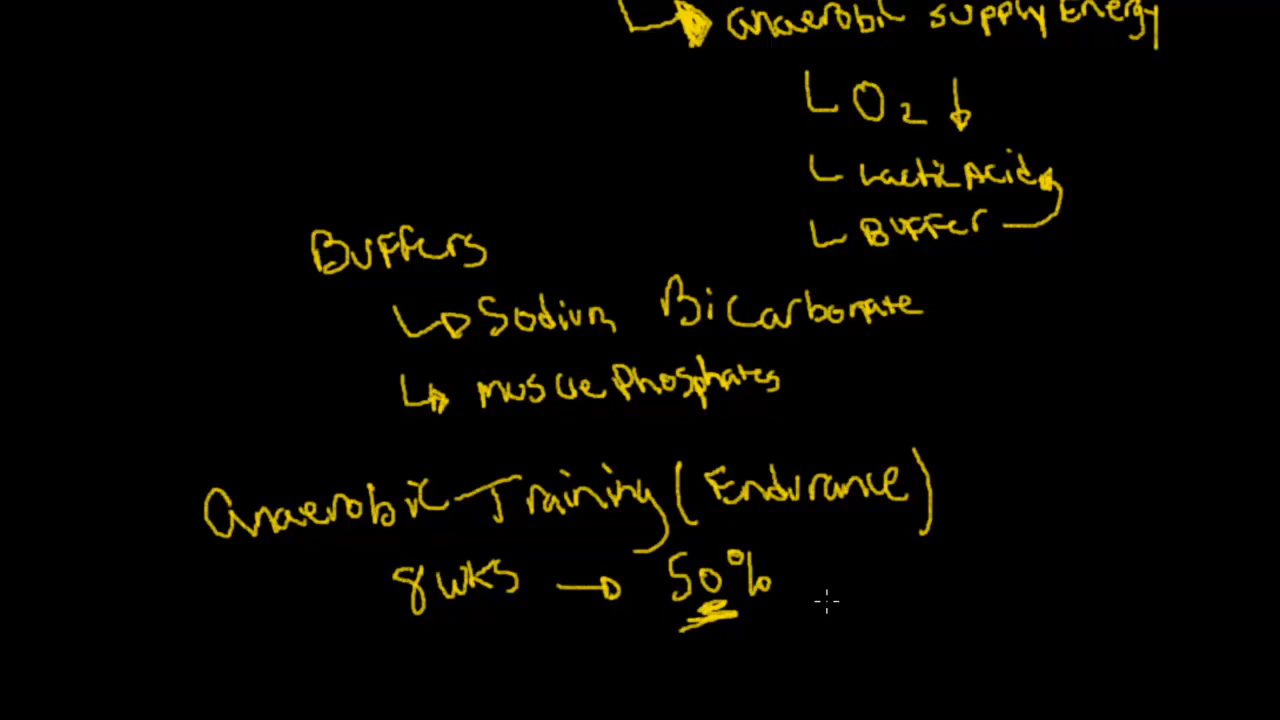 anaerobic supply Energy
O2 ↓
Lactic Acid
Buffer
Buffers
Sodium Bicarbonate
muscle Phosphates
Anaerobic Training (Endurance)
8 wks → 50%